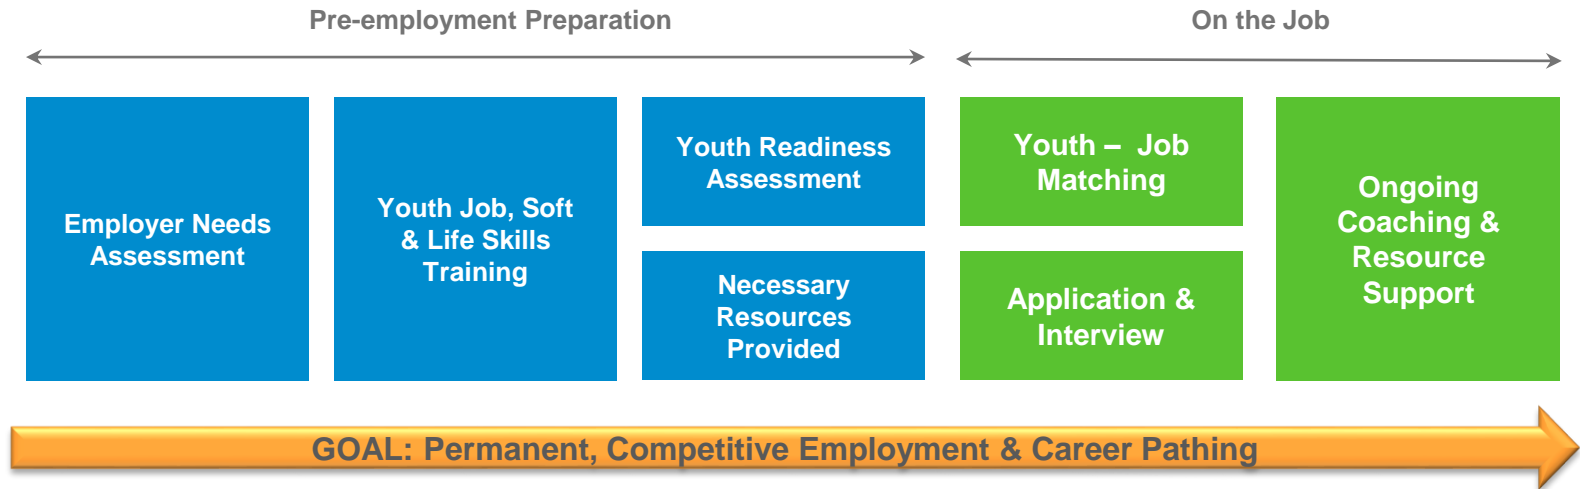 Pre-employment Preparation
On the Job
Employer Needs
Assessment
Youth Job, Soft
& Life Skills
Training
Youth Readiness
Assessment
Necessary
Resources
Provided
Youth – Job
Matching
Application &
Interview
Ongoing
Coaching &
Resource
Support
GOAL: Permanent, Competitive Employment & Career Pathing